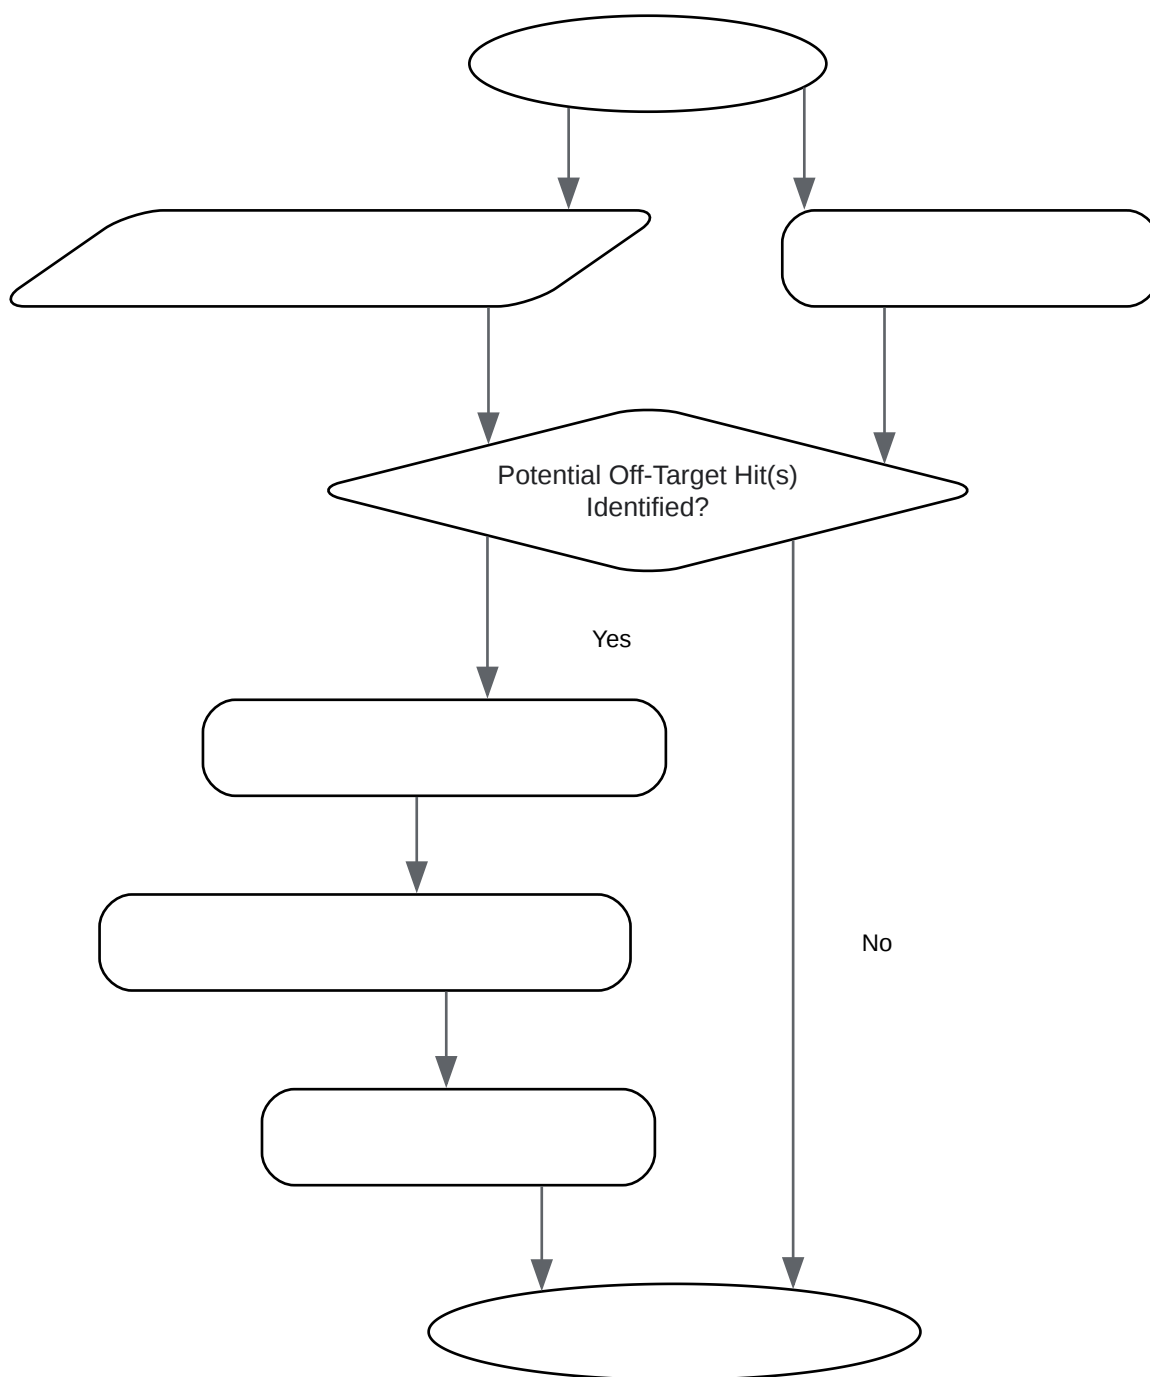 Potential Off-Target Hit(s)
Identified?
Yes
No